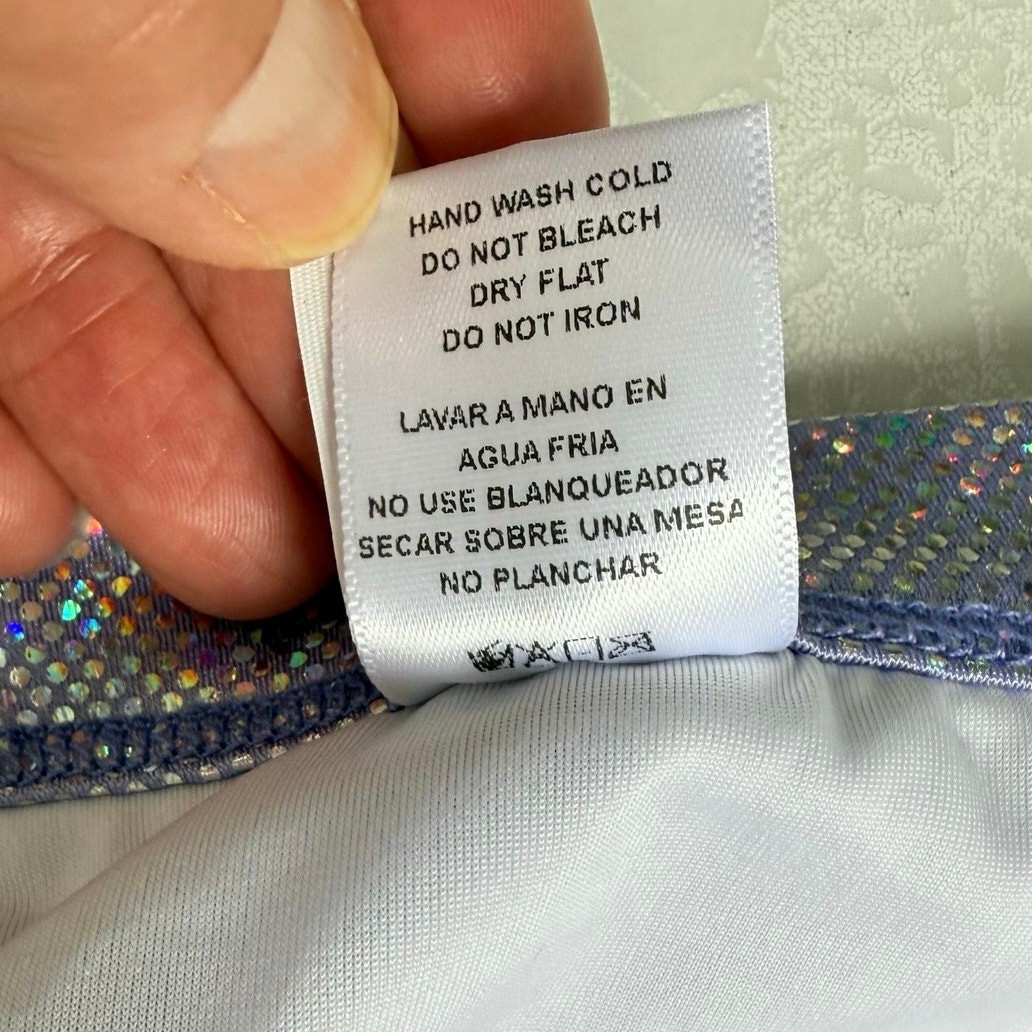 HAND WASH COLD
DO NOT BLEACH
DRY FLAT
DO NOT IRON
LAVAR A MANO EN
AGUA FRIA
NO USE BLANQUEADOR
SECAR SOBRE UNA MESA
NO PLANCHAR